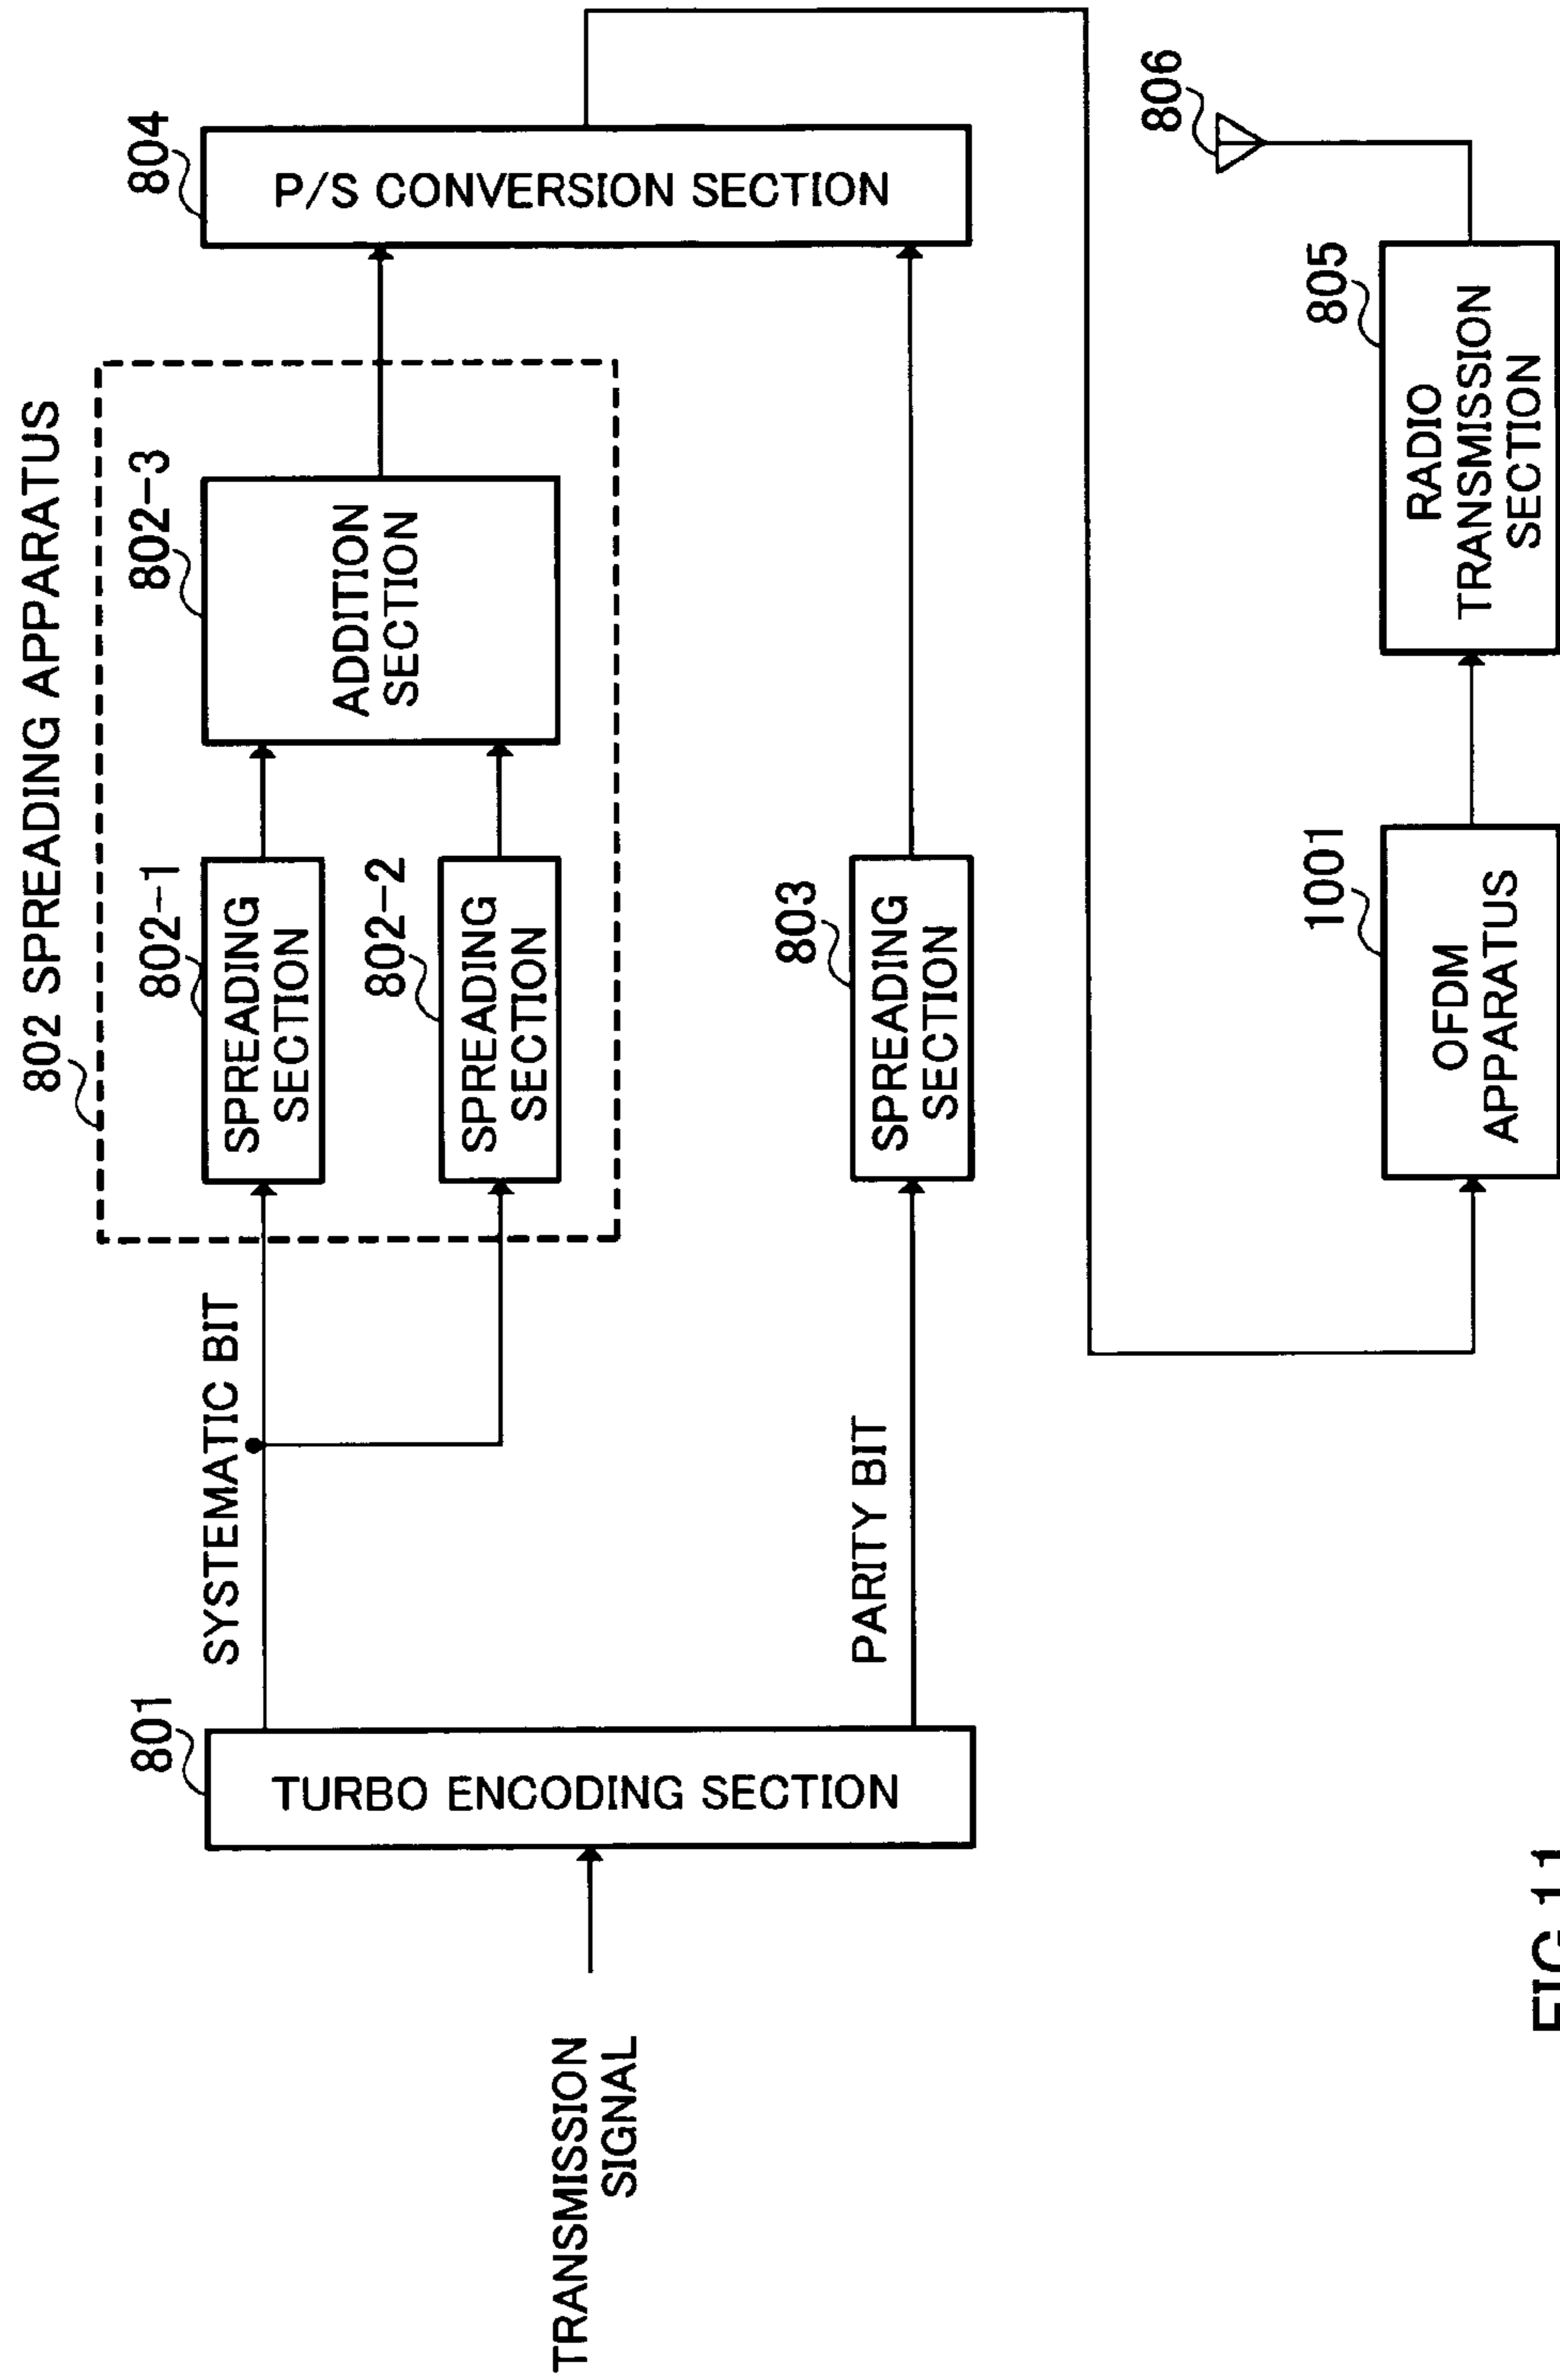 802 SPREADING APPARATUS
801
SYSTEMATIC BIT
802-1
SPREADING
SECTION
802-2
SPREADING
SECTION
802-3
ADDITION
SECTION
804
P/S CONVERSION SECTION
TURBO ENCODING SECTION
TRANSMISSION
SIGNAL
PARITY BIT
803
SPREADING
SECTION
1001
OFDM
APPARATUS
805
RADIO
TRANSMISSION
SECTION
806
FIG.11